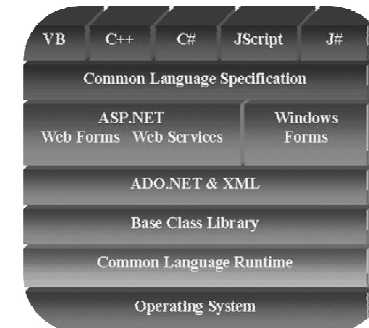 VB C++ C# JScript J#
Common Language Specification
ASP.NET
Web Forms Web Services
Windows
Forms
ADO.NET & XML
Base Class Library
Common Language Runtime
Operating System